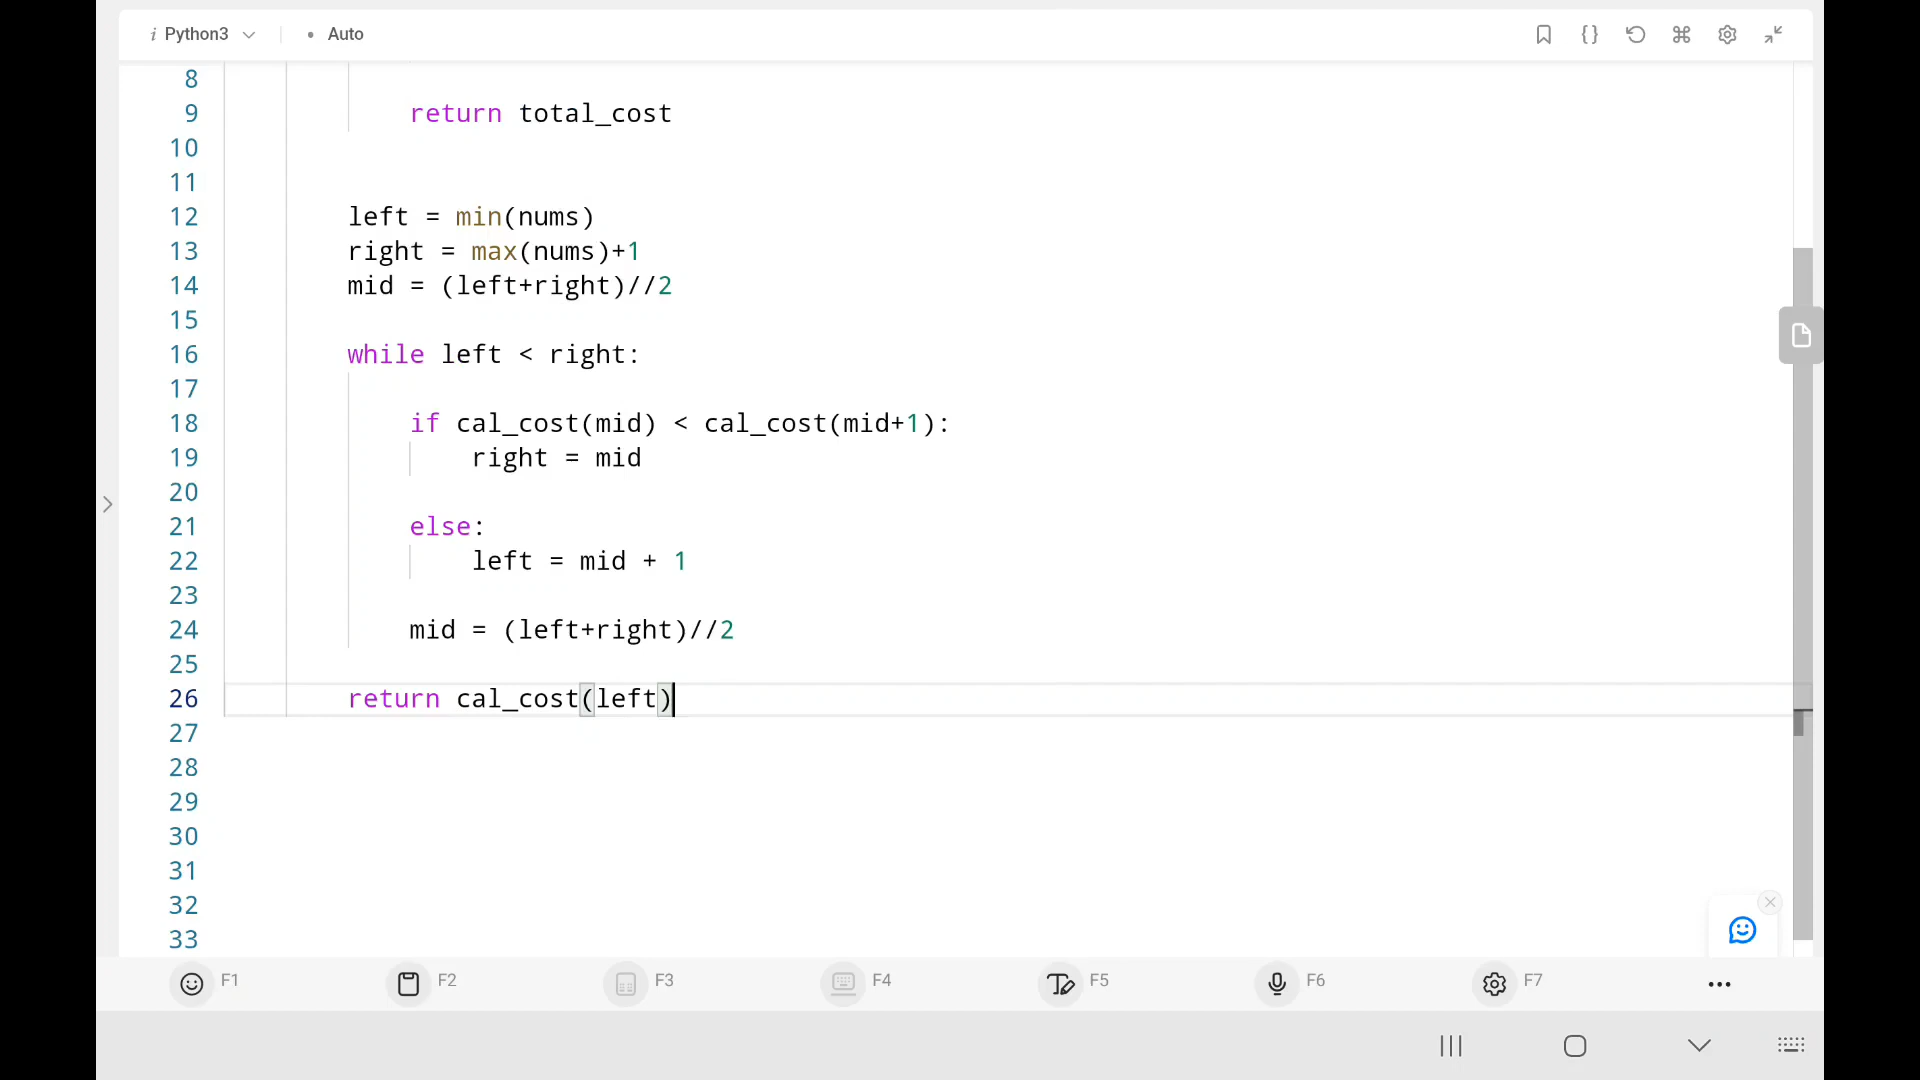 i Python3 • Auto
8
9 return total_cost
10
11
12 left = min(nums)
13 right = max(nums)+1
14 mid = (left+right)//2
15
16 while left < right:
17
18 if cal_cost(mid) < cal_cost(mid+1):
19 right = mid
20
21 else:
22 left = mid + 1
23
24 mid = (left+right)//2
25
26 return cal_cost(left)
27
28
29
30
31
32
33
F1 F2 F3 F4 F5 F6 F7